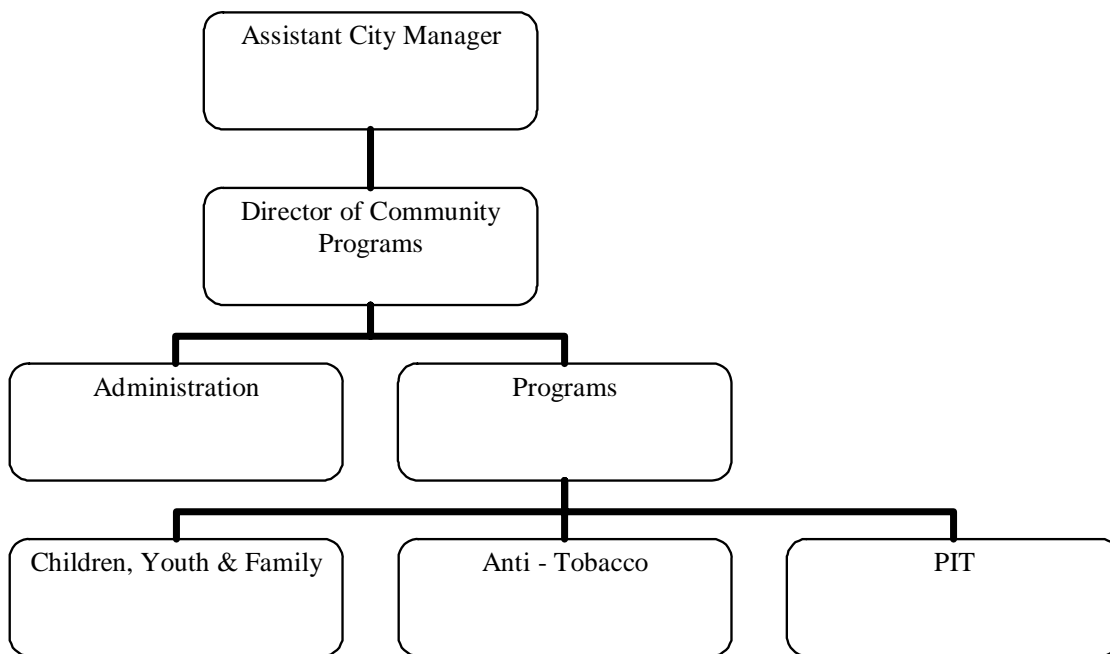 Assistant City Manager
Director of Community
Programs
Administration
Programs
Children, Youth & Family
Anti - Tobacco
PIT